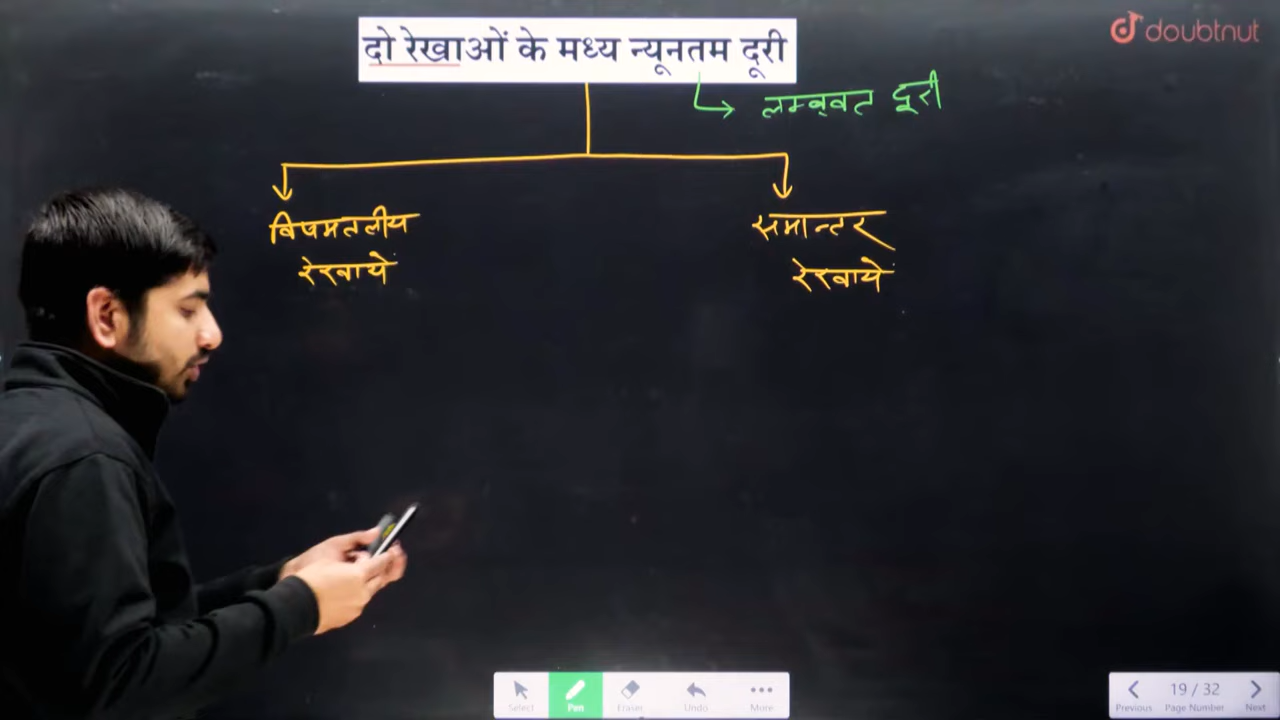 दो रेखाओं के मध्य न्यूनतम दूरी
doubtnut
लम्बवत दूरी
विषमतलीय
रेखाये
समान्तर
रेखाये
Select
Pen
Eraser
Undo
More
19 / 32
Previous
Page Number
Next